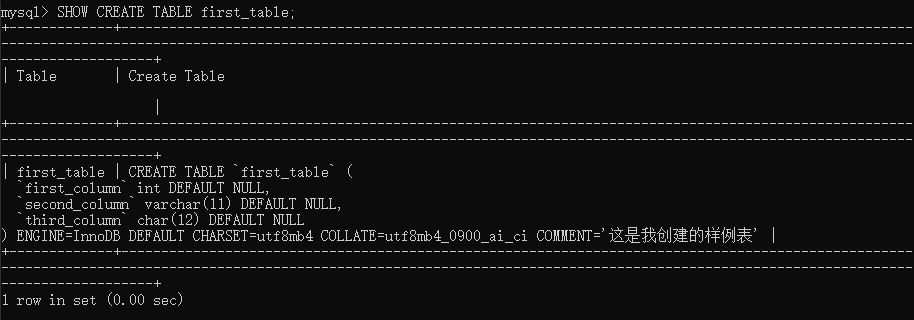 mysql> SHOW CREATE TABLE first_table;
+-------------+--------------------------------------------------------------------------------------------------
------------------------------------------------------------------------------------------------------------------
-------------------+
| Table       | Create Table

                   |
+-------------+--------------------------------------------------------------------------------------------------
------------------------------------------------------------------------------------------------------------------
-------------------+
| first_table | CREATE TABLE `first_table` (
  `first_column` int DEFAULT NULL,
  `second_column` varchar(11) DEFAULT NULL,
  `third_column` char(12) DEFAULT NULL
) ENGINE=InnoDB DEFAULT CHARSET=utf8mb4 COLLATE=utf8mb4_0900_ai_ci COMMENT='这是我创建的样例表' |
+-------------+--------------------------------------------------------------------------------------------------
------------------------------------------------------------------------------------------------------------------
-------------------+
1 row in set (0.00 sec)